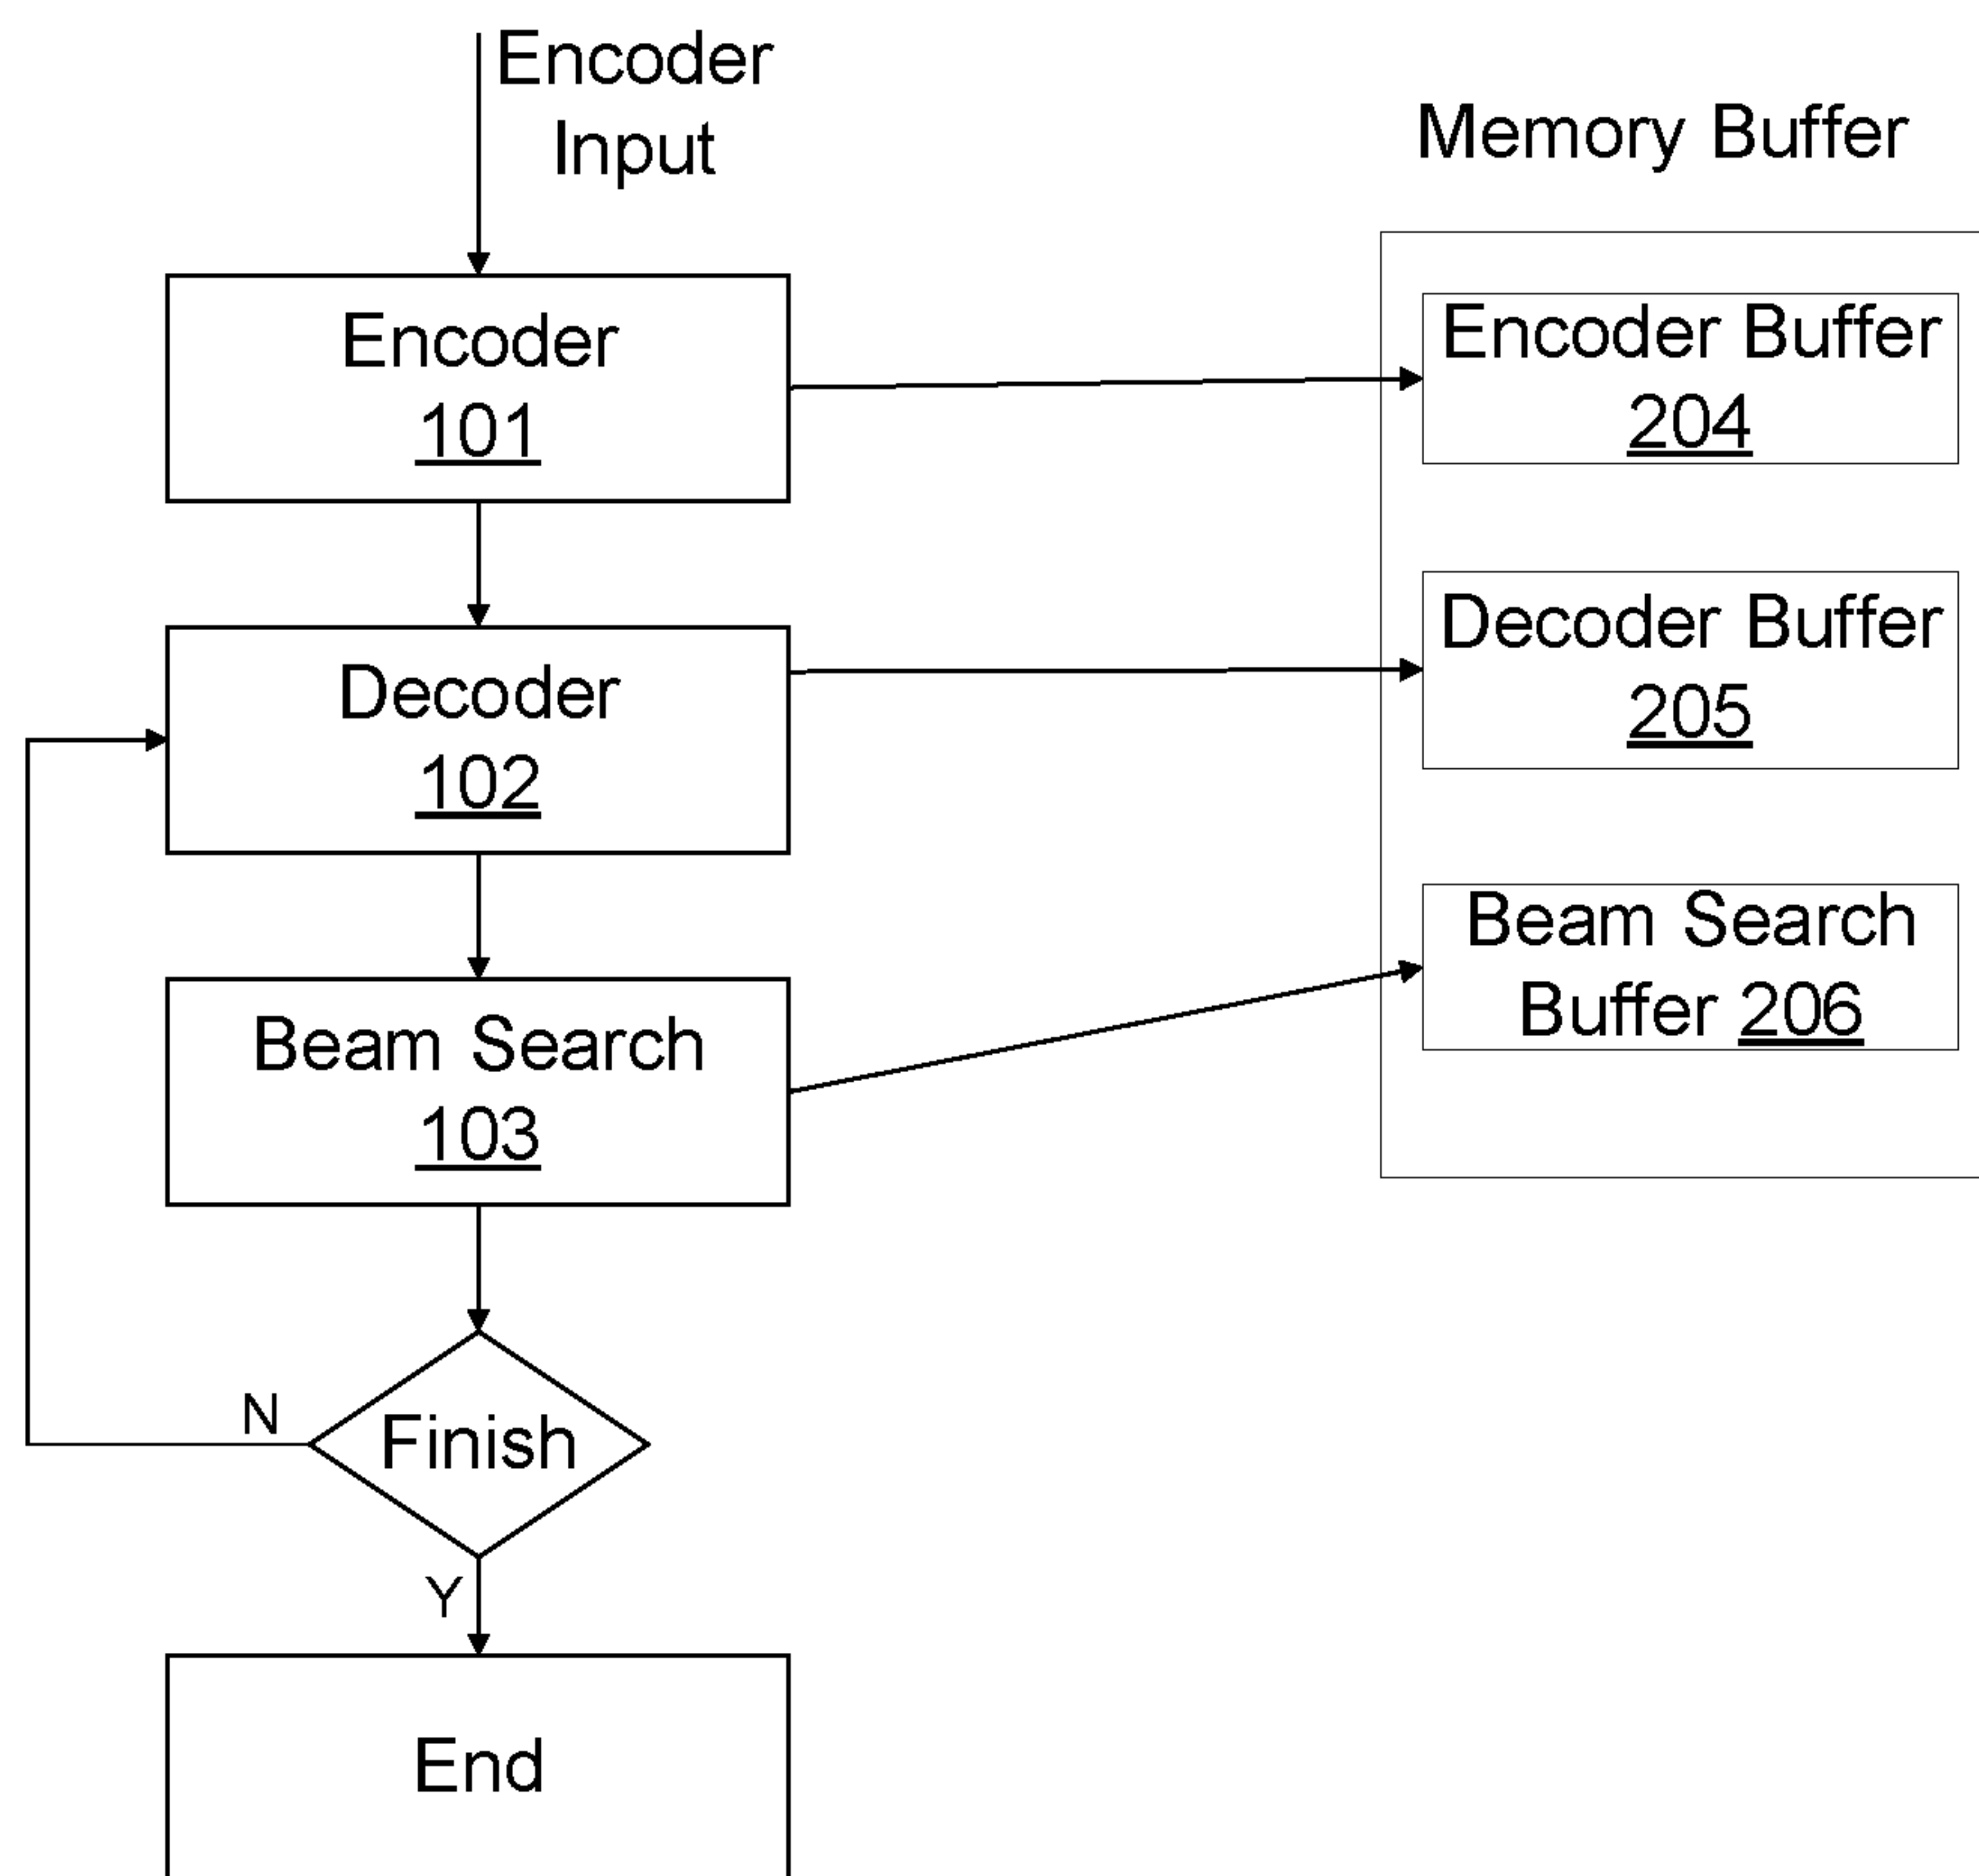 Encoder
Input
Memory Buffer
Encoder
101
Encoder Buffer
204
Decoder
102
Decoder Buffer
205
Beam Search
103
Beam Search
Buffer 206
N
Finish
Y
End